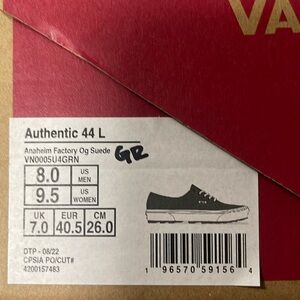 VA
Authentic 44 L
Anaheim Factory Og Suede GR
VN0005U4GRN
8.0 US MEN
9.5 US WOMEN
UK EUR CM
7.0 40.5 26.0
DTP - 08/22
CPSIA PO/CUT#
4200157483
1 96570 59156 4